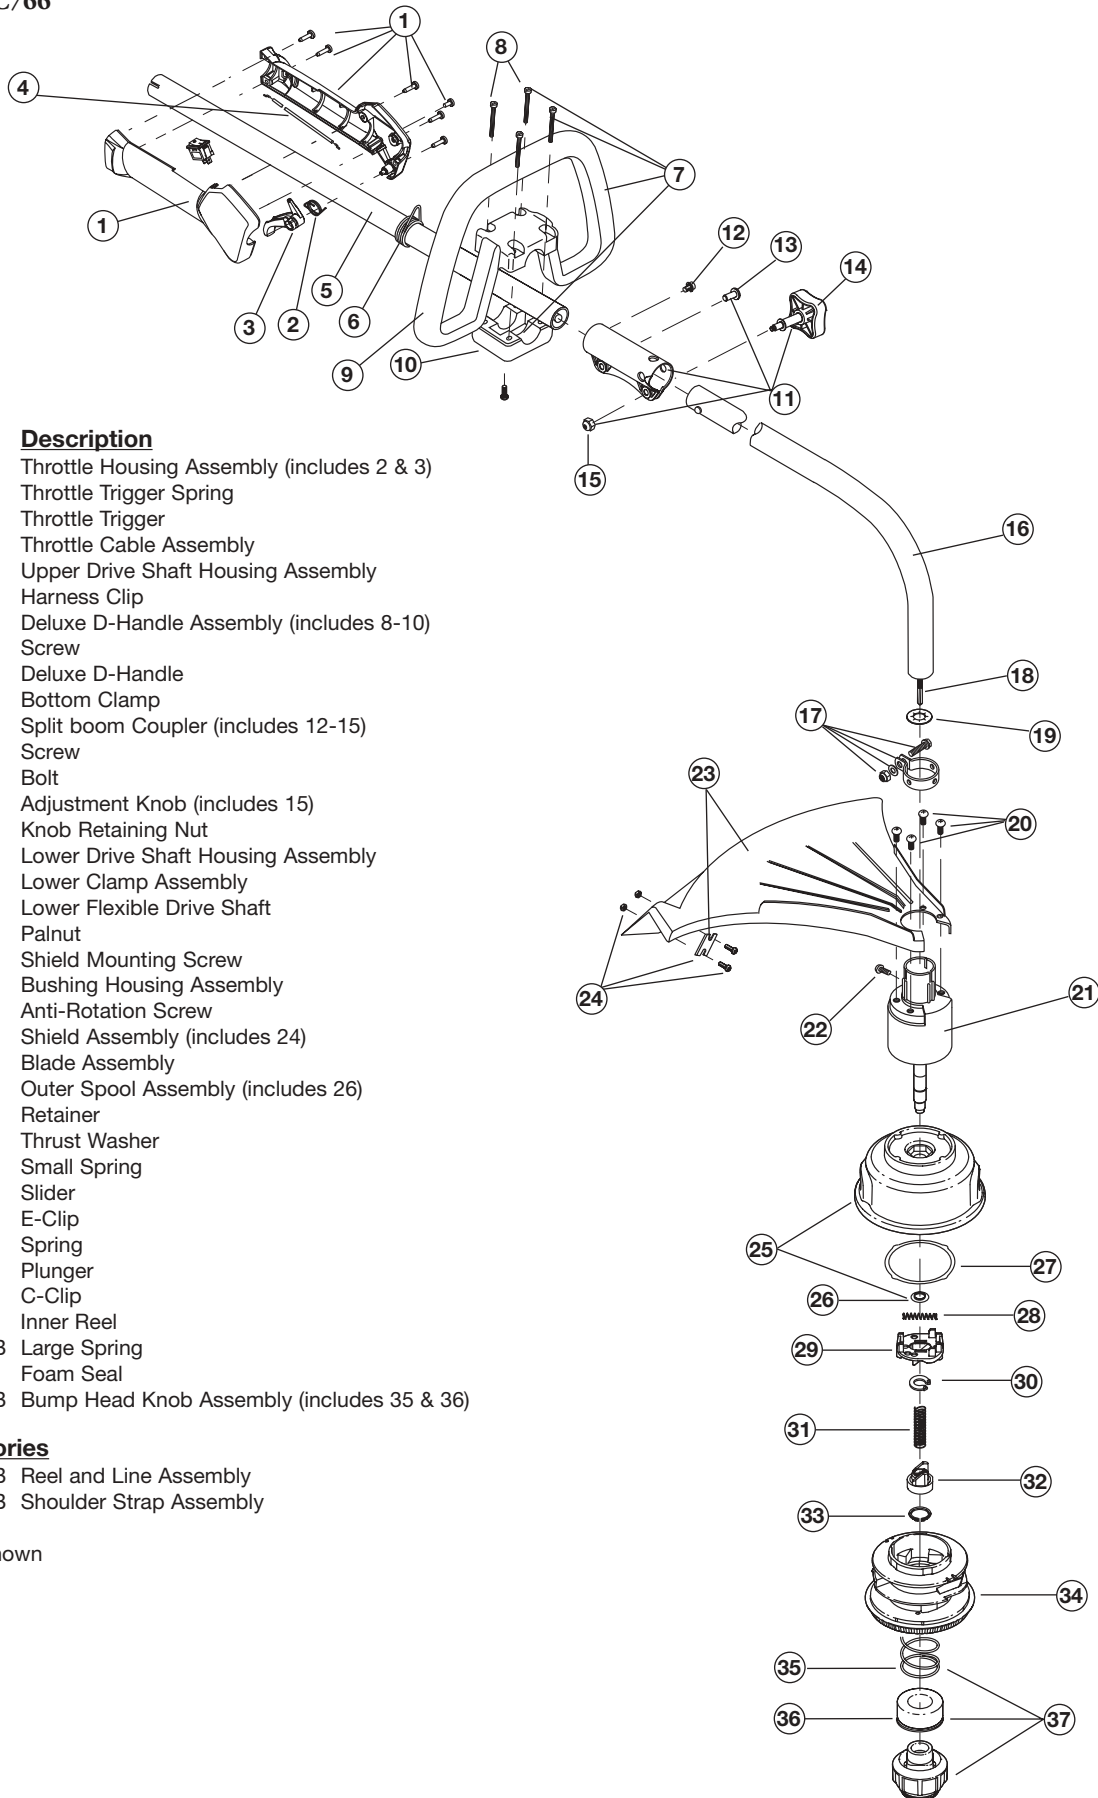 1
8
4
7
1
12
13
14
5
3
2
6
9
10
11
15
Description
Throttle Housing Assembly (includes 2 & 3)
Throttle Trigger Spring
Throttle Trigger
Throttle Cable Assembly
Upper Drive Shaft Housing Assembly
Harness Clip
Deluxe D-Handle Assembly (includes 8-10)
Screw
Deluxe D-Handle
Bottom Clamp
Split boom Coupler (includes 12-15)
Screw
Bolt
Adjustment Knob (includes 15)
Knob Retaining Nut
Lower Drive Shaft Housing Assembly
Lower Clamp Assembly
Lower Flexible Drive Shaft
Palnut
Shield Mounting Screw
Bushing Housing Assembly
Anti-Rotation Screw
Shield Assembly (includes 24)
Blade Assembly
Outer Spool Assembly (includes 26)
Retainer
Thrust Washer
Small Spring
Slider
E-Clip
Spring
Plunger
C-Clip
Inner Reel
Large Spring
Foam Seal
Bump Head Knob Assembly (includes 35 & 36)
ories
Reel and Line Assembly
Shoulder Strap Assembly
16
18
17
19
23
20
24
22
21
25
27
26
28
29
30
31
32
33
34
35
36
37